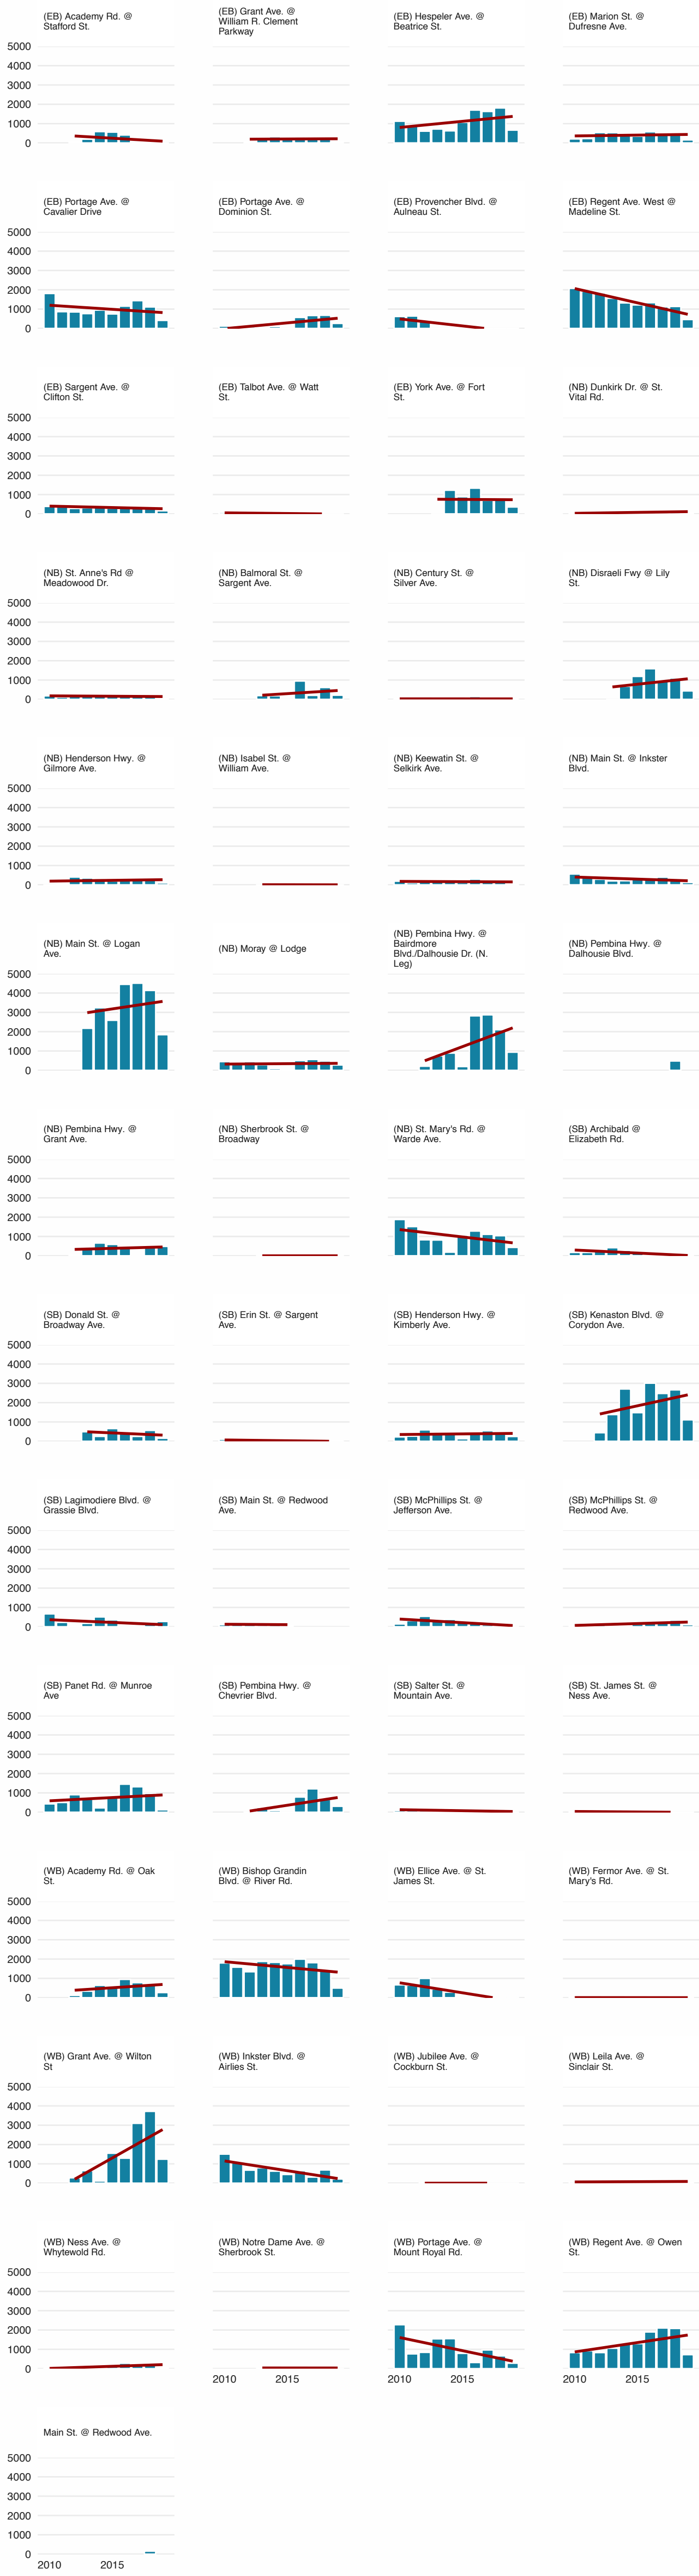 (EB) Academy Rd. @
Stafford St.
(EB) Grant Ave. @
William R. Clement
Parkway
(EB) Hespeler Ave. @
Beatrice St.
(EB) Marion St. @
Dufresne Ave.
5000
4000
3000
2000
1000
0
(EB) Portage Ave. @
Cavalier Drive
(EB) Portage Ave. @
Dominion St.
(EB) Provencher Blvd. @
Aulneau St.
(EB) Regent Ave. West @
Madeline St.
5000
4000
3000
2000
1000
0
(EB) Sargent Ave. @
Clifton St.
(EB) Talbot Ave. @ Watt
St.
(EB) York Ave. @ Fort
St.
(NB) Dunkirk Dr. @ St.
Vital Rd.
5000
4000
3000
2000
1000
0
(NB) St. Anne's Rd @
Meadowood Dr.
(NB) Balmoral St. @
Sargent Ave.
(NB) Century St. @
Silver Ave.
(NB) Disraeli Fwy @ Lily
St.
5000
4000
3000
2000
1000
0
(NB) Henderson Hwy. @
Gilmore Ave.
(NB) Isabel St. @
William Ave.
(NB) Keewatin St. @
Selkirk Ave.
(NB) Main St. @ Inkster
Blvd.
5000
4000
3000
2000
1000
0
(NB) Main St. @ Logan
Ave.
(NB) Moray @ Lodge
(NB) Pembina Hwy. @
Bairdmore
Blvd./Dalhousie Dr. (N.
Leg)
(NB) Pembina Hwy. @
Dalhousie Blvd.
5000
4000
3000
2000
1000
0
(NB) Pembina Hwy. @
Grant Ave.
(NB) Sherbrook St. @
Broadway
(NB) St. Mary's Rd. @
Warde Ave.
(SB) Archibald @
Elizabeth Rd.
5000
4000
3000
2000
1000
0
(SB) Donald St. @
Broadway Ave.
(SB) Erin St. @ Sargent
Ave.
(SB) Henderson Hwy. @
Kimberly Ave.
(SB) Kenaston Blvd. @
Corydon Ave.
5000
4000
3000
2000
1000
0
(SB) Lagimodiere Blvd. @
Grassie Blvd.
(SB) Main St. @ Redwood
Ave.
(SB) McPhillips St. @
Jefferson Ave.
(SB) McPhillips St. @
Redwood Ave.
5000
4000
3000
2000
1000
0
(SB) Panet Rd. @ Munroe
Ave
(SB) Pembina Hwy. @
Chevrier Blvd.
(SB) Salter St. @
Mountain Ave.
(SB) St. James St. @
Ness Ave.
5000
4000
3000
2000
1000
0
(WB) Academy Rd. @ Oak
St.
(WB) Bishop Grandin
Blvd. @ River Rd.
(WB) Ellice Ave. @ St.
James St.
(WB) Fermor Ave. @ St.
Mary's Rd.
5000
4000
3000
2000
1000
0
(WB) Grant Ave. @ Wilton
St
(WB) Inkster Blvd. @
Airlies St.
(WB) Jubilee Ave. @
Cockburn St.
(WB) Leila Ave. @
Sinclair St.
5000
4000
3000
2000
1000
0
(WB) Ness Ave. @
Whytewold Rd.
(WB) Notre Dame Ave. @
Sherbrook St.
(WB) Portage Ave. @
Mount Royal Rd.
(WB) Regent Ave. @ Owen
St.
5000
4000
3000
2000
1000
0
2010 2015
2010 2015
2010 2015
Main St. @ Redwood Ave.
5000
4000
3000
2000
1000
0
2010 2015